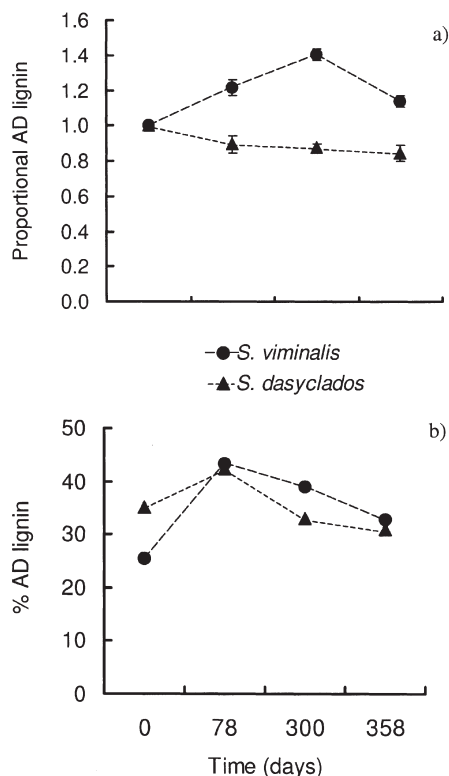 a)
Proportional AD lignin
1.6
1.4
1.2
1.0
0.8
0.6
0.4
0.2
0.0
S. viminalis
S. dasyclados
b)
% AD lignin
50
40
30
20
10
0
0 78 300 358
Time (days)